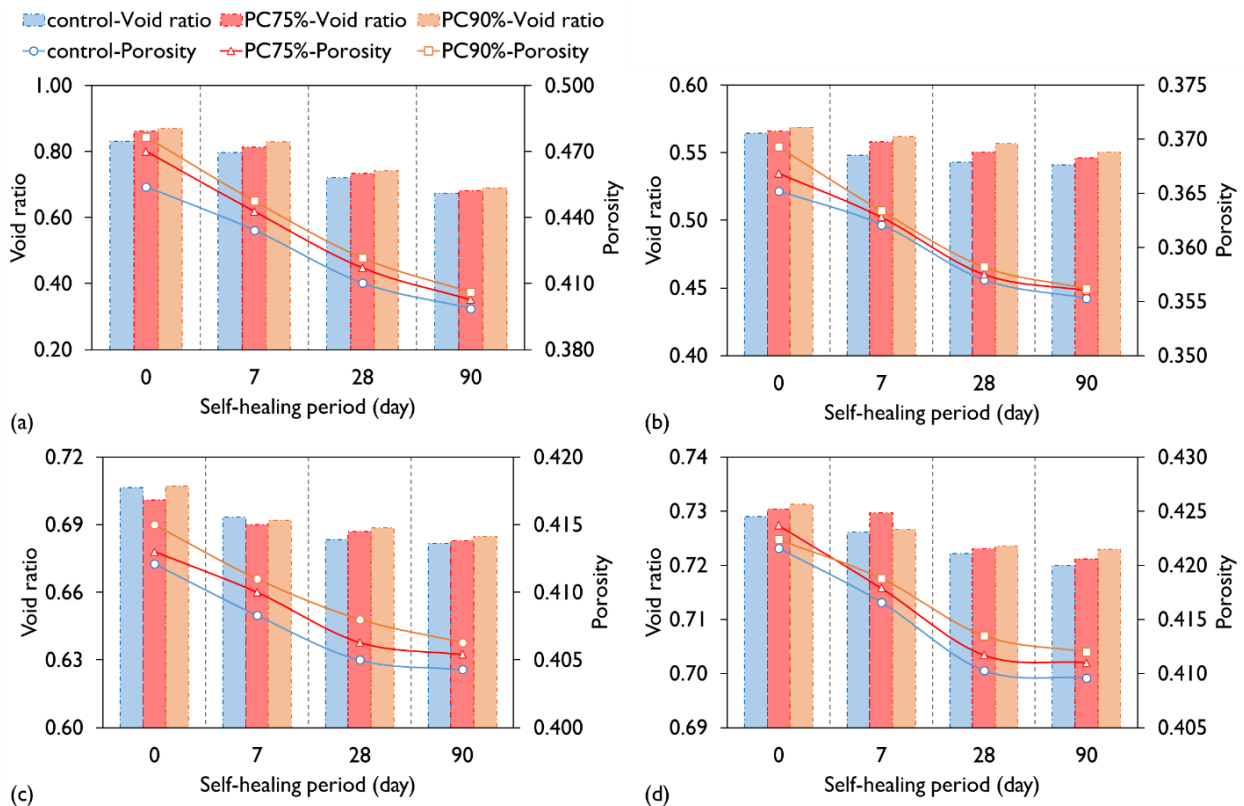 control-Void ratio PC75%-Void ratio PC90%-Void ratio
control-Porosity PC75%-Porosity PC90%-Porosity
1.00
0.80
0.60
0.40
0.20
Void ratio
0.500
0.470
0.440
0.410
0.380
Porosity
0 7 28 90
Self-healing period (day)
(a)
0.60
0.55
0.50
0.45
0.40
Void ratio
0.375
0.370
0.365
0.360
0.355
0.350
Porosity
0 7 28 90
Self-healing period (day)
(b)
0.72
0.69
0.66
0.63
0.60
Void ratio
0.420
0.415
0.410
0.405
0.400
Porosity
0 7 28 90
Self-healing period (day)
(c)
0.74
0.73
0.72
0.71
0.70
0.69
Void ratio
0.430
0.425
0.420
0.415
0.410
0.405
Porosity
0 7 28 90
Self-healing period (day)
(d)